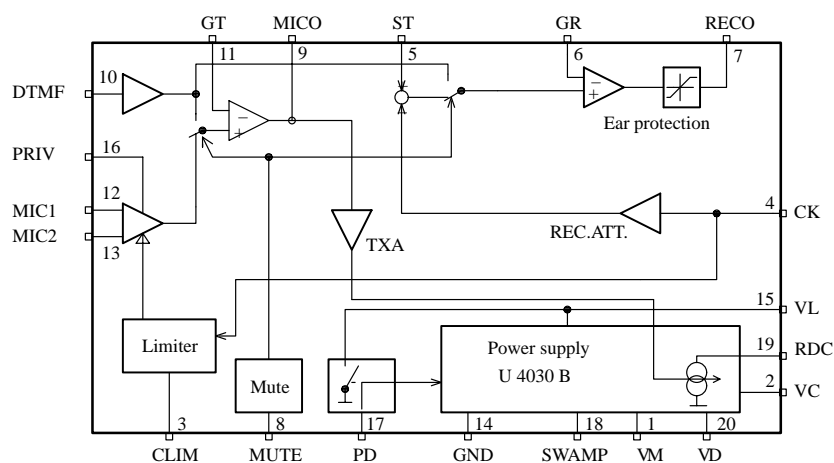 GT MICO ST GR RECO
11 9 5 6 7
10
DTMF
Ear protection
PRIV 16
12
MIC1
MIC2
13
4 CK
REC.ATT.
TXA
15 VL
Limiter
Power supply
U 4030 B
19 RDC
Mute
2 VC
3 8 17 14 18 1 20
CLIM MUTE PD GND SWAMP VM VD